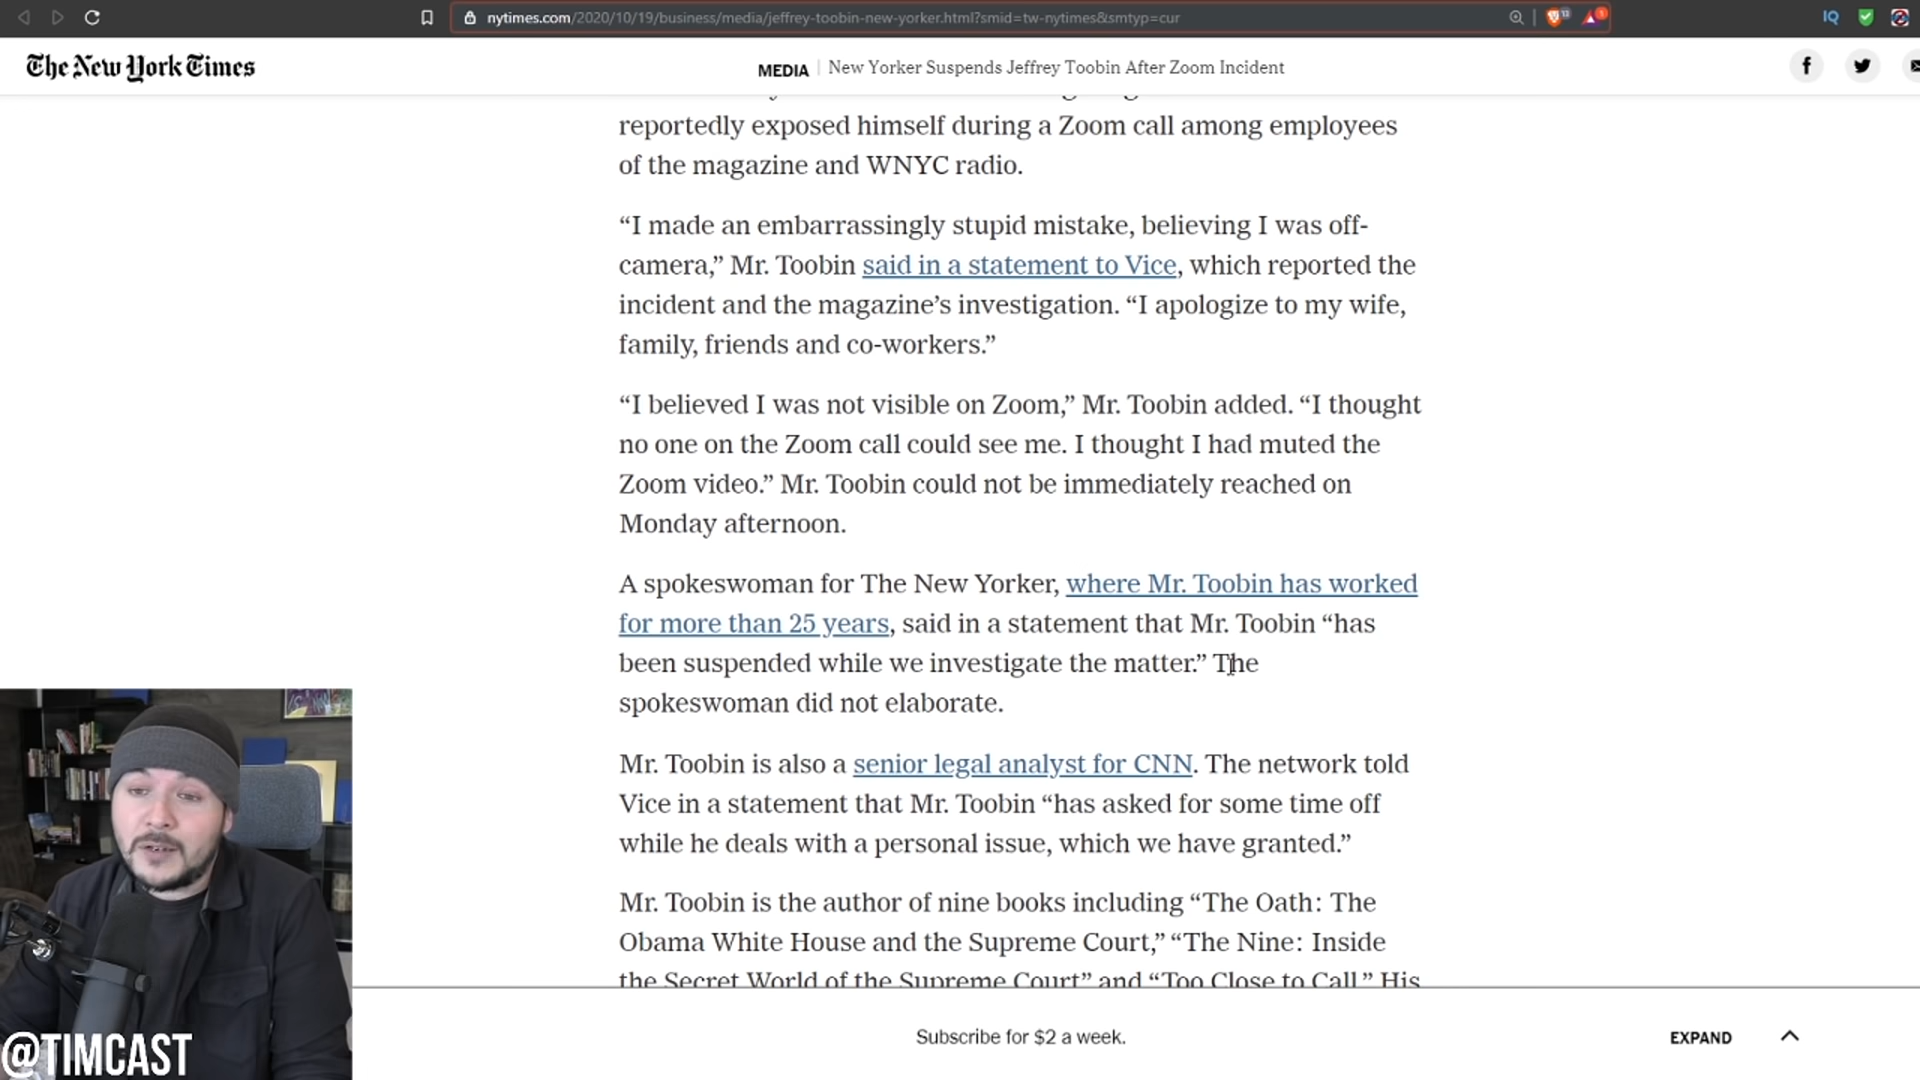 nytimes.com/2020/10/19/business/media/jeffrey-toobin-new-yorker.html?smid=tw-nytimes&smtyp=cur
IQ
The New York Times
MEDIA | New Yorker Suspends Jeffrey Toobin After Zoom Incident
reportedly exposed himself during a Zoom call among employees
of the magazine and WNYC radio.
“I made an embarrassingly stupid mistake, believing I was off-
camera,” Mr. Toobin said in a statement to Vice, which reported the
incident and the magazine’s investigation. “I apologize to my wife,
family, friends and co-workers.”
“I believed I was not visible on Zoom,” Mr. Toobin added. “I thought
no one on the Zoom call could see me. I thought I had muted the
Zoom video.” Mr. Toobin could not be immediately reached on
Monday afternoon.
A spokeswoman for The New Yorker, where Mr. Toobin has worked
for more than 25 years, said in a statement that Mr. Toobin “has
been suspended while we investigate the matter.” The
spokeswoman did not elaborate.
Mr. Toobin is also a senior legal analyst for CNN. The network told
Vice in a statement that Mr. Toobin “has asked for some time off
while he deals with a personal issue, which we have granted.”
Mr. Toobin is the author of nine books including “The Oath: The
Obama White House and the Supreme Court,” “The Nine: Inside
the Secret World of the Supreme Court” and “Too Close to Call.” His
Subscribe for $2 a week.
EXPAND
@TIMCAST